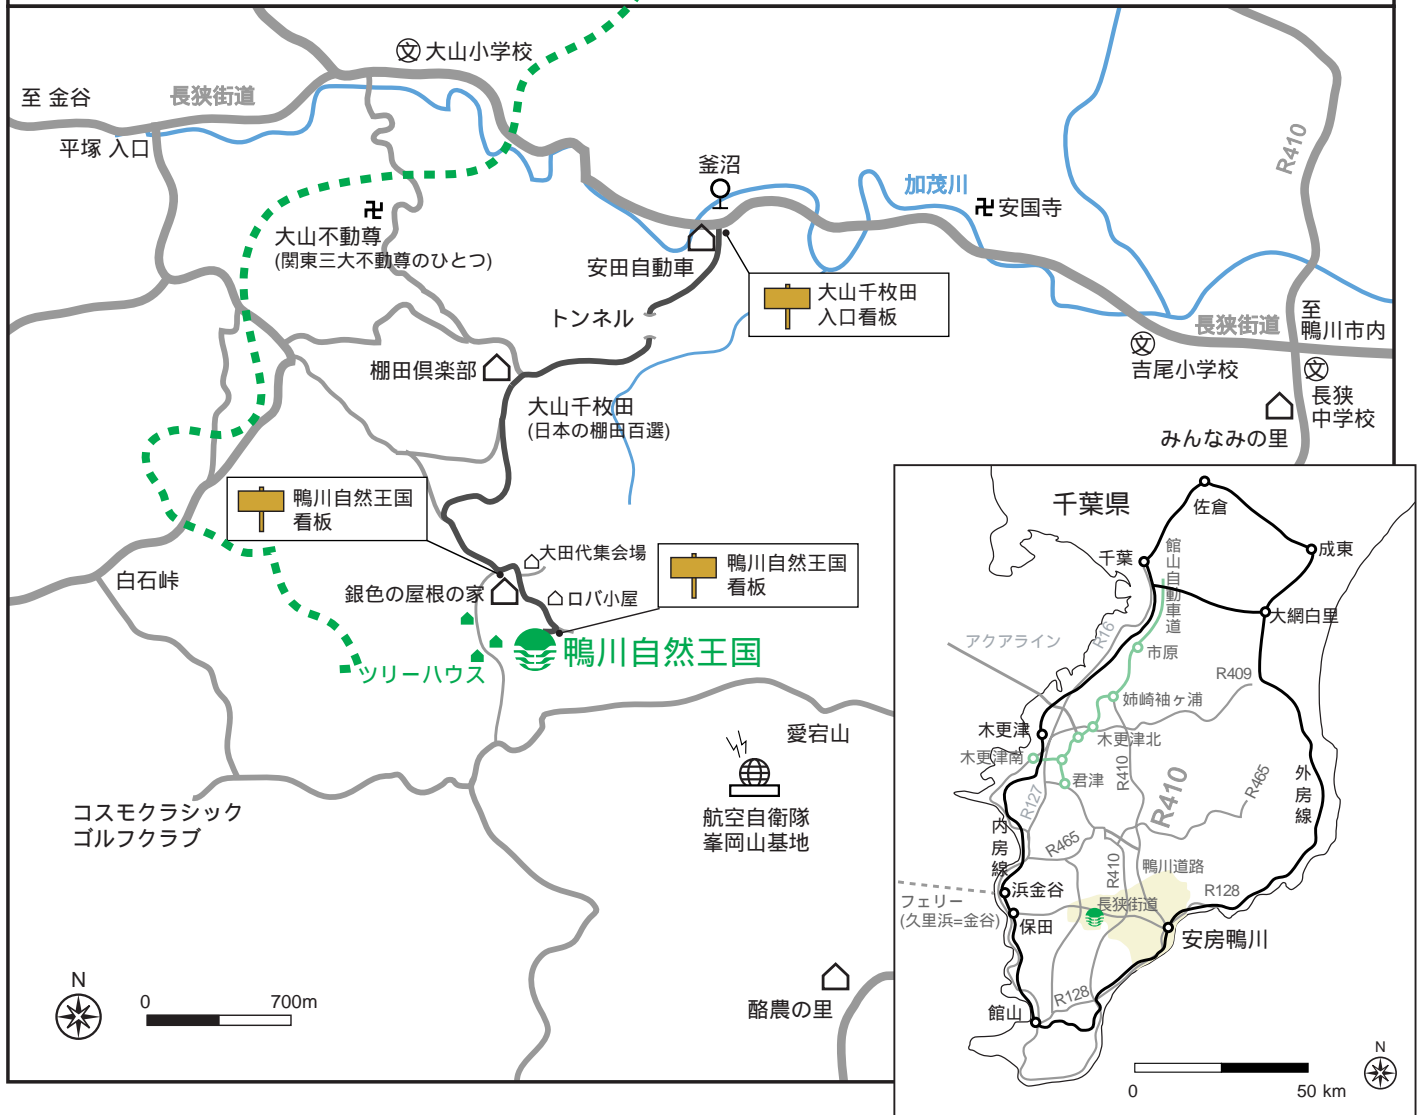 文 大山小学校
至 金谷
長狭街道
平塚 入口
R410
釜沼
加茂川
卍 安国寺
卍
大山不動尊
(関東三大不動尊のひとつ)
安田自動車
大山千枚田
入口看板
トンネル
長狭街道
至
鴨川市内
文
吉尾小学校
文
長狭
中学校
棚田倶楽部
大山千枚田
(日本の棚田百選)
みんなみの里
鴨川自然王国
看板
大田代集会場
鴨川自然王国
看板
白石峠
銀色の屋根の家
ロバ小屋
鴨川自然王国
ツリーハウス
愛宕山
コスモクラシック
ゴルフクラブ
航空自衛隊
峯岡山基地
酪農の里
N
0 700m
千葉県
佐倉
千葉
館山自動車道
成東
大網白里
アクアライン
R16
市原
R409
姉崎袖ヶ浦
木更津
木更津北
木更津南
R410
君津
R410
R465
外房線
R127
内房線
R465
R410
鴨川道路
R128
浜金谷
フェリー
(久里浜=金谷)
長狭街道
保田
安房鴨川
R128
館山
N
0 50 km